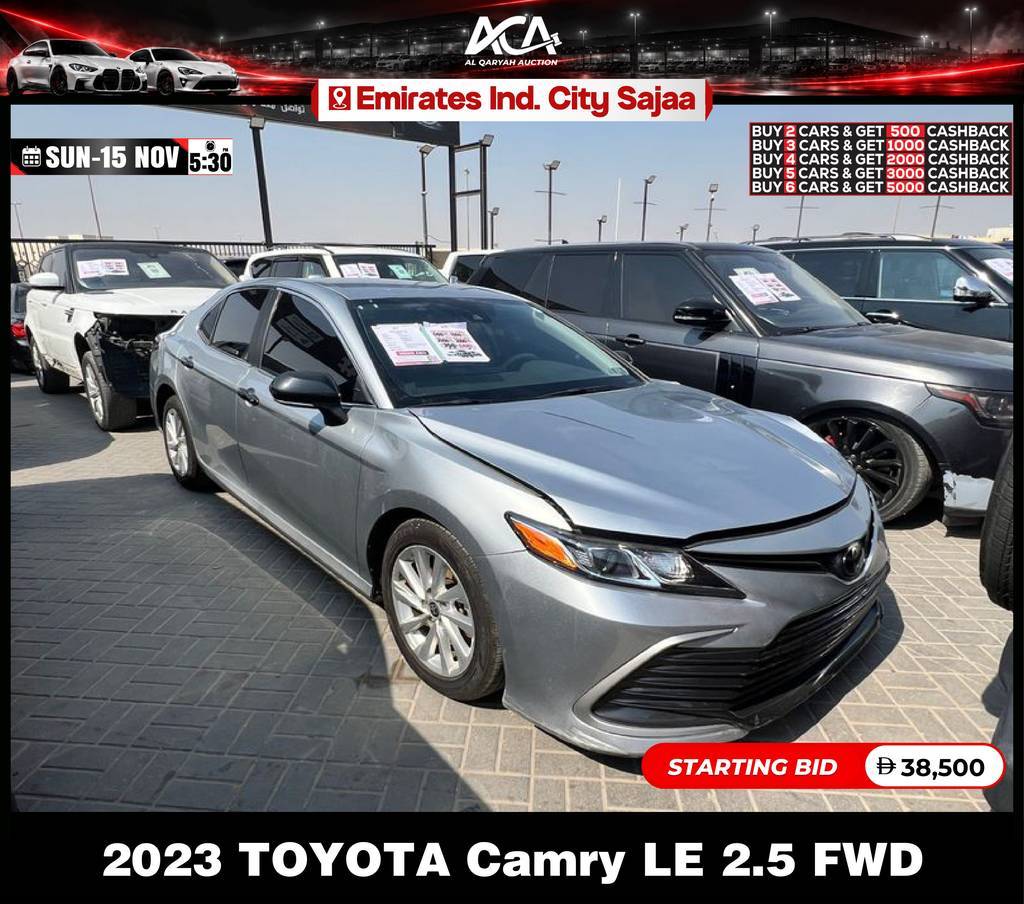 ACA
AL QARYAH AUCTION
Emirates Ind. City Sajaa
SUN-15 NOV 5:30 PM
BUY 2 CARS & GET 500 CASHBACK
BUY 3 CARS & GET 1000 CASHBACK
BUY 4 CARS & GET 2000 CASHBACK
BUY 5 CARS & GET 3000 CASHBACK
BUY 6 CARS & GET 5000 CASHBACK
STARTING BID 38,500
2023 TOYOTA Camry LE 2.5 FWD